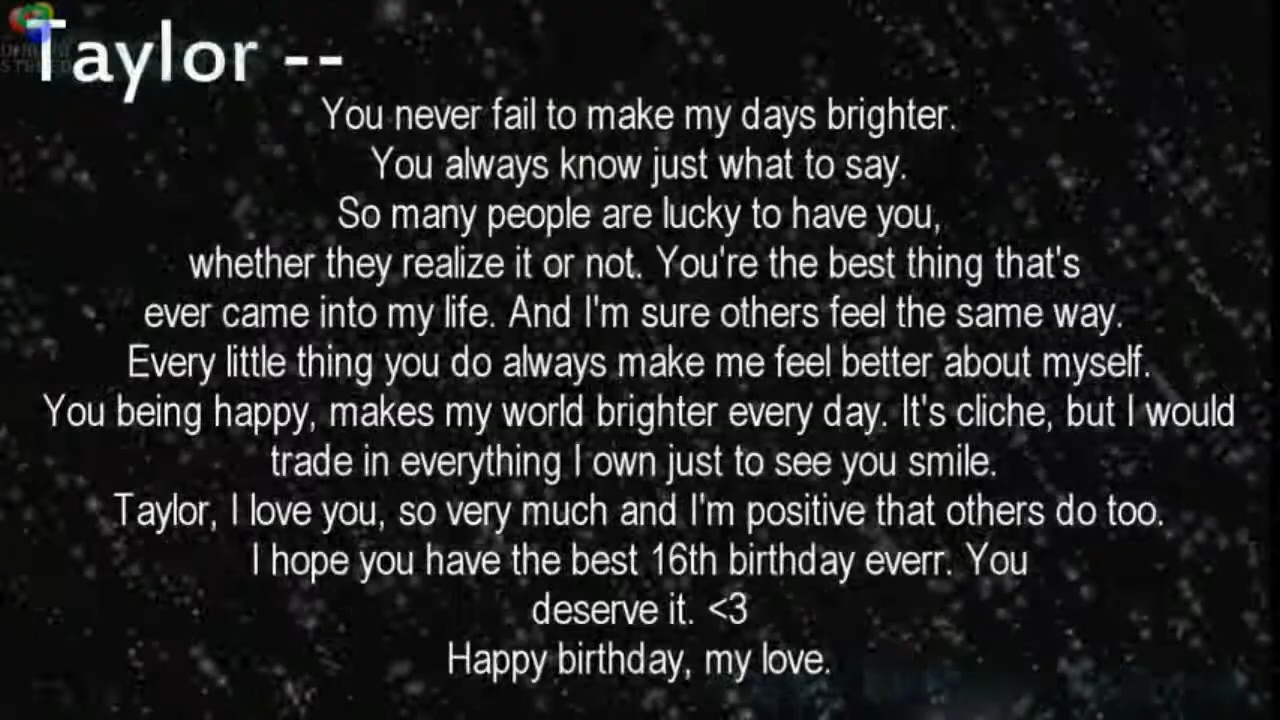 Taylor --
You never fail to make my days brighter.
You always know just what to say.
So many people are lucky to have you,
whether they realize it or not. You're the best thing that's
ever came into my life. And I'm sure others feel the same way.
Every little thing you do always make me feel better about myself.
You being happy, makes my world brighter every day. It's cliche, but I would
trade in everything I own just to see you smile.
Taylor, I love you, so very much and I'm positive that others do too.
I hope you have the best 16th birthday everr. You
deserve it. <3
Happy birthday, my love.